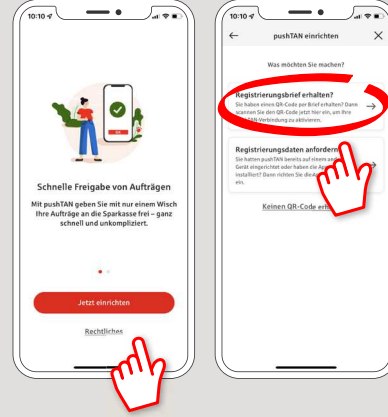 10:10
Schnelle Freigabe von Aufträgen
Mit pushTAN geben Sie mit nur einem Wisch
Ihre Aufträge an die Sparkasse frei – ganz
schnell und unkompliziert.
Jetzt einrichten
Rechtliches
10:10
pushTAN einrichten
Was möchten Sie machen?
Registrierungsbrief erhalten?
Sie haben einen QR-Code per Brief erhalten? Dann
scannen Sie den QR-Code jetzt hier ein, um Ihre
-Verbindung zu aktivieren.
Registrierungsdaten anfordern
Sie hatten pushTAN bereits auf einem
Gerät eingerichtet oder haben die App
installiert? Dann richten Sie die
ein.
Keinen QR-Code